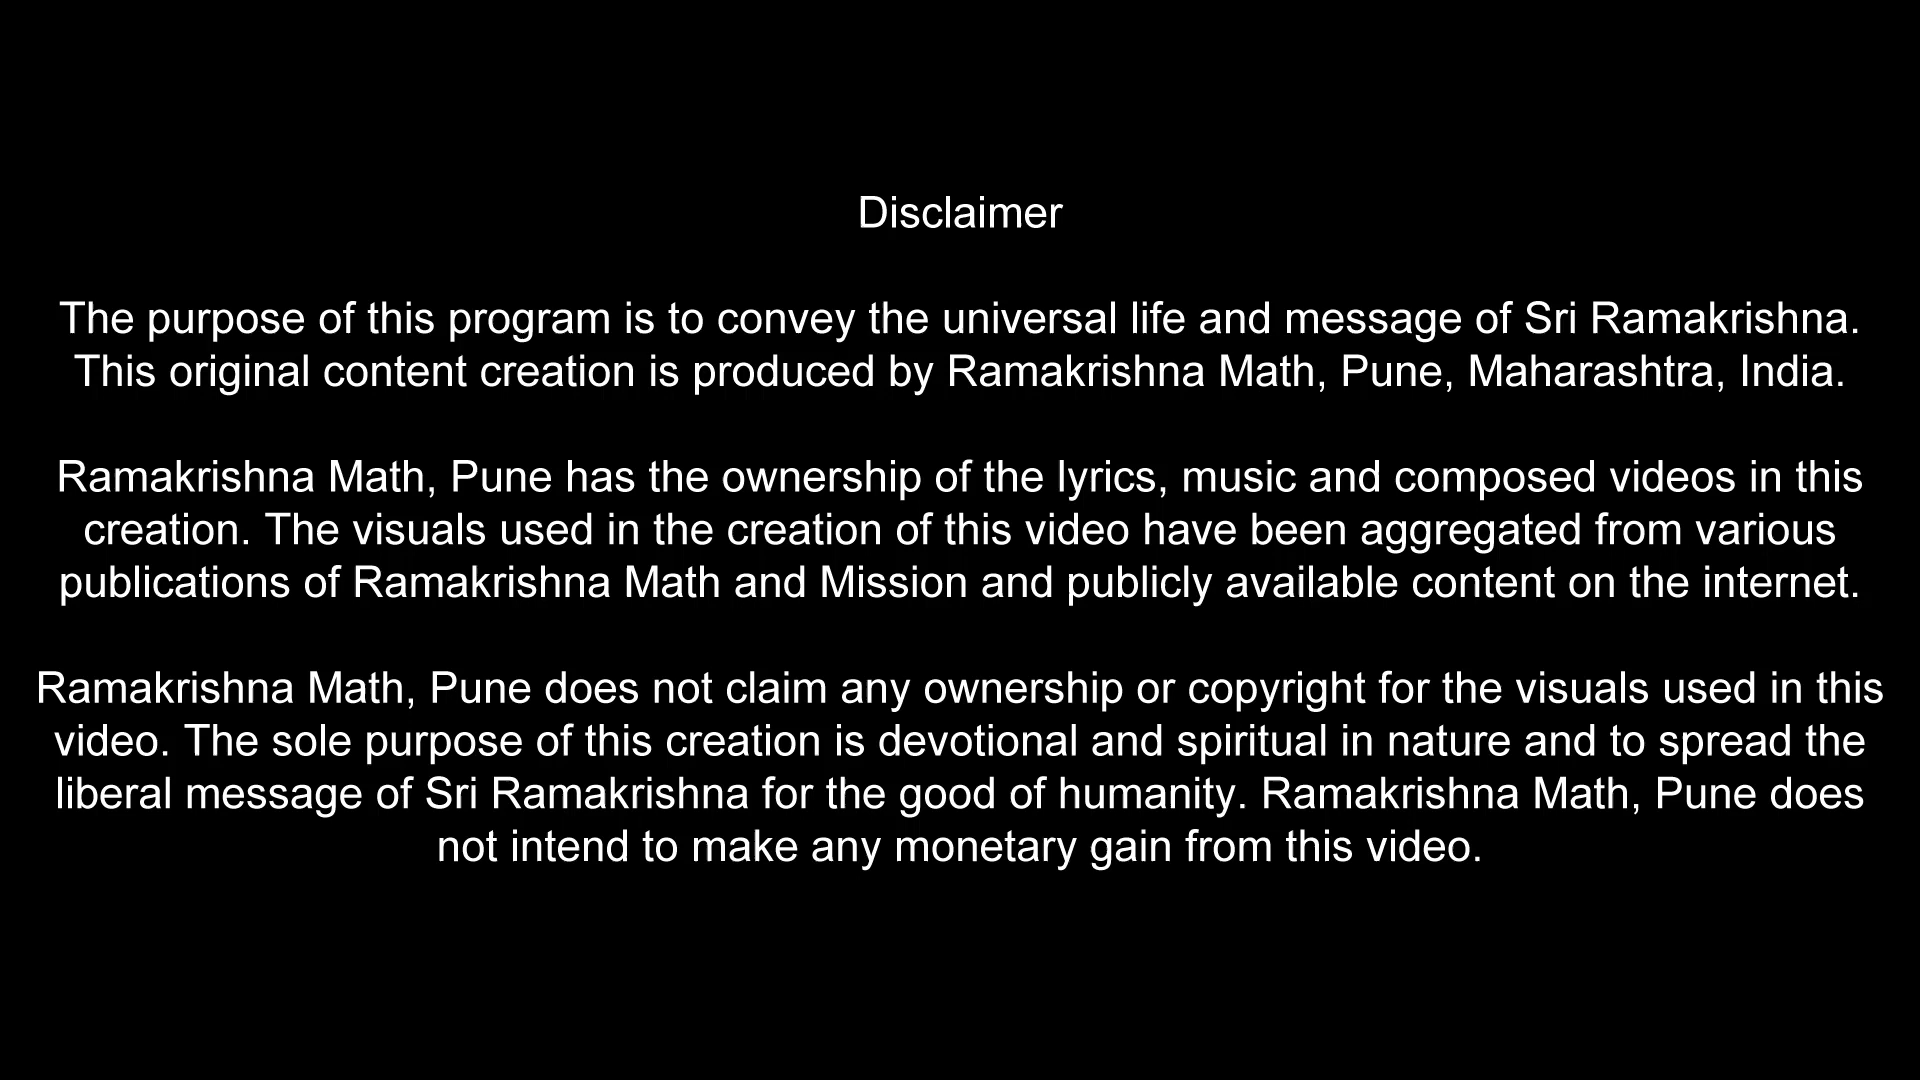 Disclaimer
The purpose of this program is to convey the universal life and message of Sri Ramakrishna.
This original content creation is produced by Ramakrishna Math, Pune, Maharashtra, India.
Ramakrishna Math, Pune has the ownership of the lyrics, music and composed videos in this
creation. The visuals used in the creation of this video have been aggregated from various
publications of Ramakrishna Math and Mission and publicly available content on the internet.
Ramakrishna Math, Pune does not claim any ownership or copyright for the visuals used in this
video. The sole purpose of this creation is devotional and spiritual in nature and to spread the
liberal message of Sri Ramakrishna for the good of humanity. Ramakrishna Math, Pune does
not intend to make any monetary gain from this video.